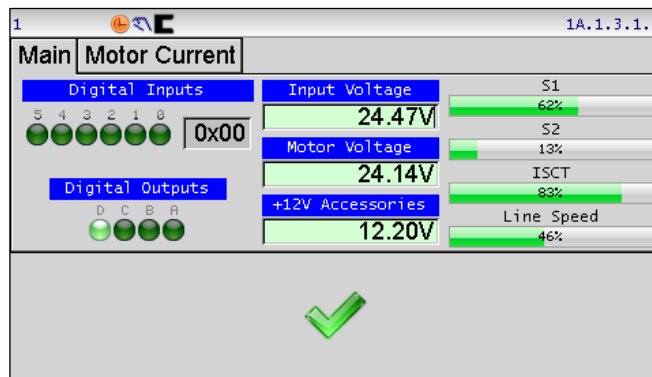 1 1A.1.3.1.
Main Motor Current
Digital Inputs
5 4 3 2 1 0
0x00
Digital Outputs
D C B A
Input Voltage
24.47V
Motor Voltage
24.14V
+12V Accessories
12.20V
S1
62%
S2
13%
ISCT
83%
Line Speed
46%